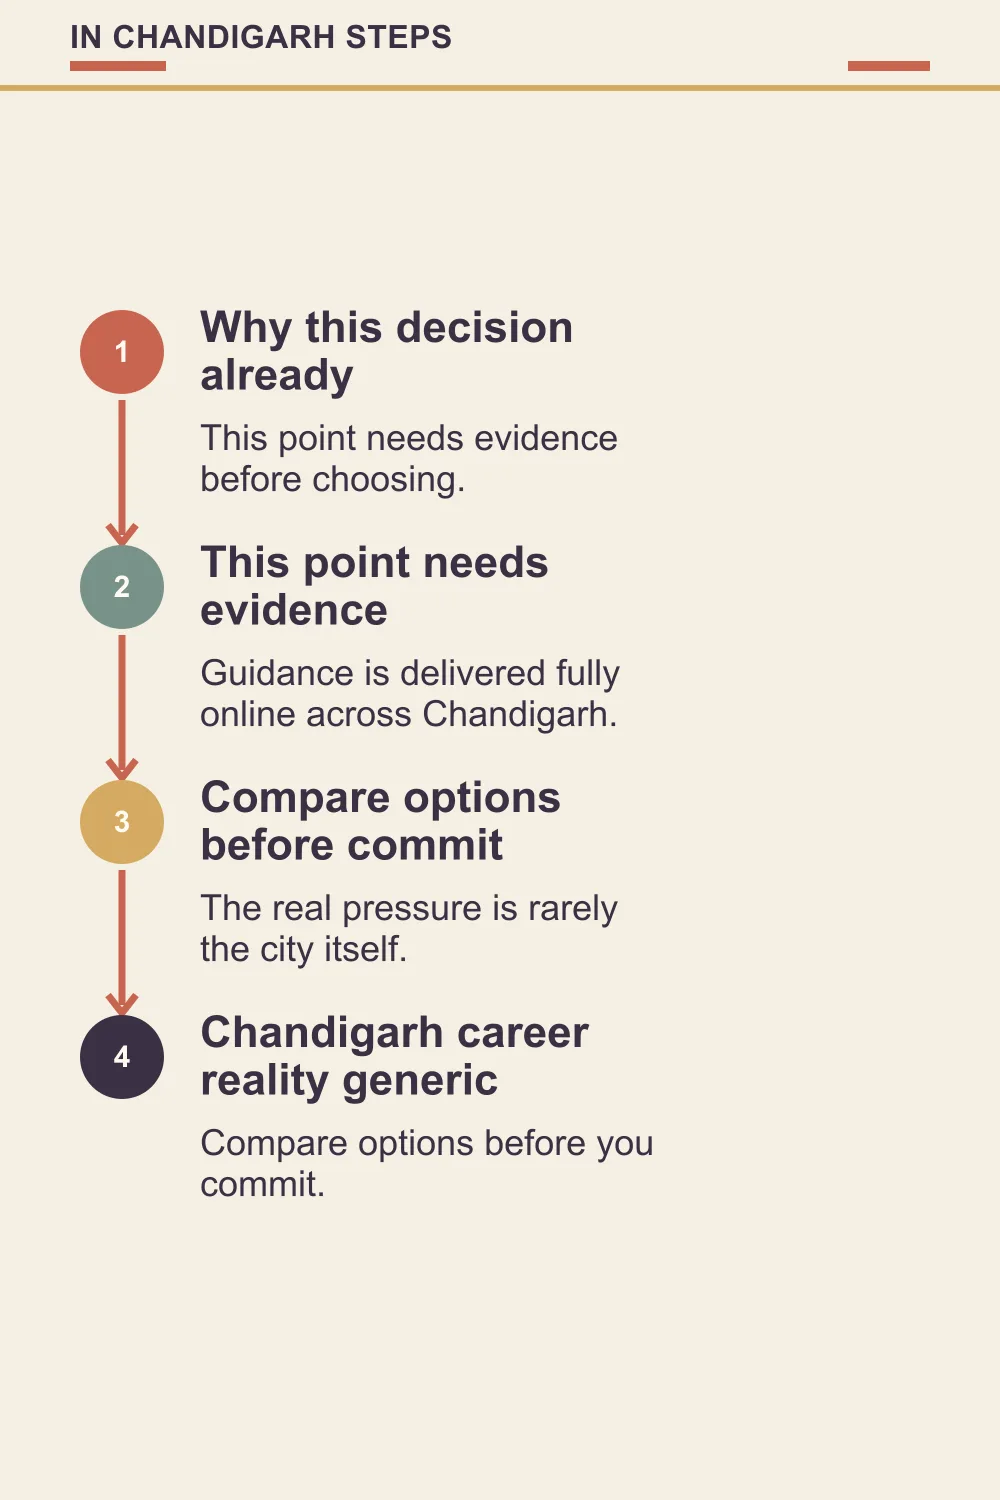 IN CHANDIGARH STEPS
1
Why this decision
already
This point needs evidence
before choosing.
2
This point needs
evidence
Guidance is delivered fully
online across Chandigarh.
3
Compare options
before commit
The real pressure is rarely
the city itself.
4
Chandigarh career
reality generic
Compare options before you
commit.